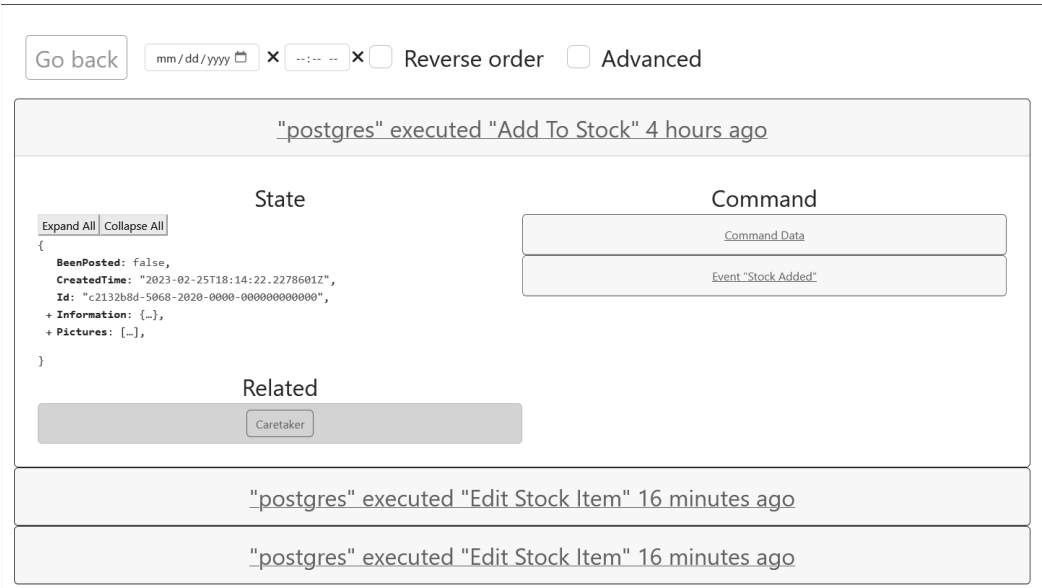 Go back mm/dd/yyyy × --:-- -- × Reverse order Advanced
"postgres" executed "Add To Stock" 4 hours ago
State
Expand All Collapse All
{
BeenPosted: false,
CreatedTime: "2023-02-25T18:14:22.2278601Z",
Id: "c2132b8d-5068-2020-0000-000000000000",
+ Information: {…},
+ Pictures: […],
}
Related
Caretaker
Command
Command Data
Event "Stock Added"
"postgres" executed "Edit Stock Item" 16 minutes ago
"postgres" executed "Edit Stock Item" 16 minutes ago